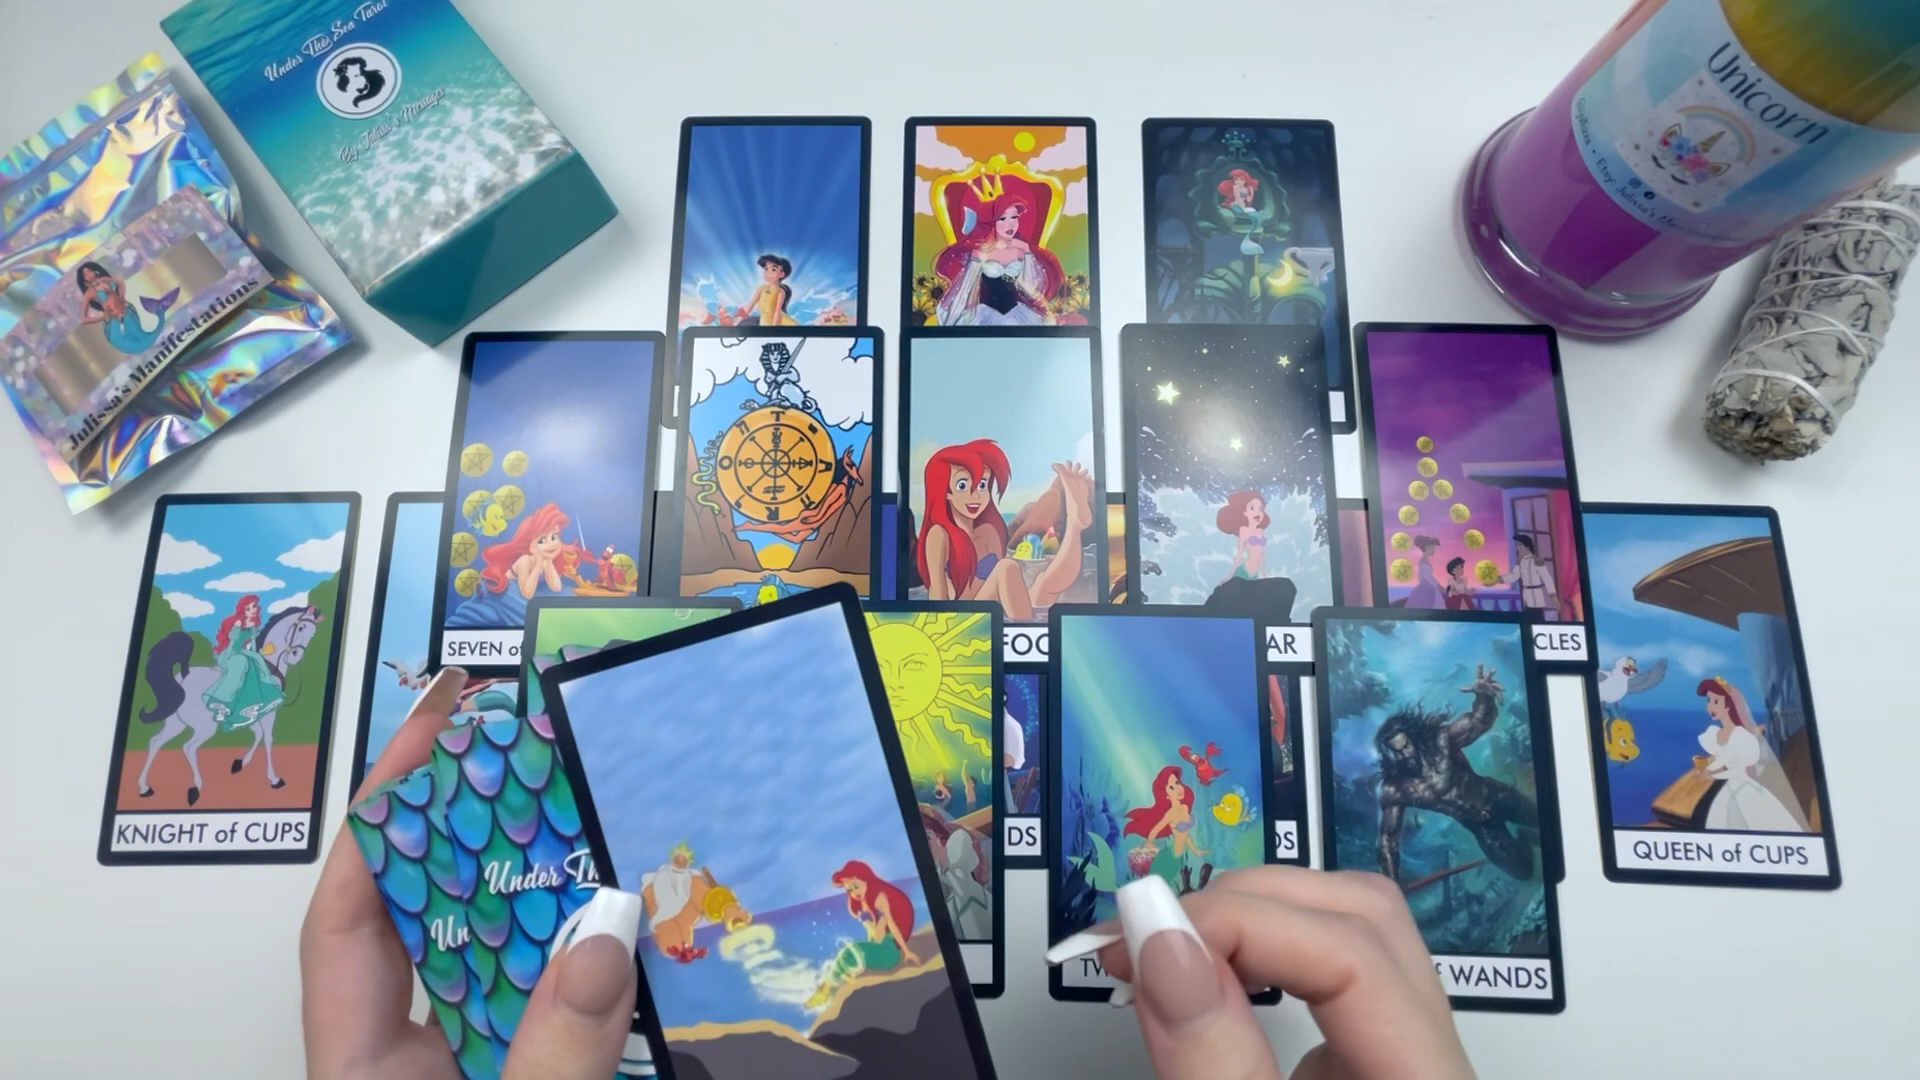 Under The Sea Tarot
By Julissa's Messages
Julissa's Manifestations
Unicorn
T
A
R
O
SEVEN of
FOO
AR
CLES
KNIGHT of CUPS
QUEEN of CUPS
DS
DS
TW
WANDS
Under Th
Un